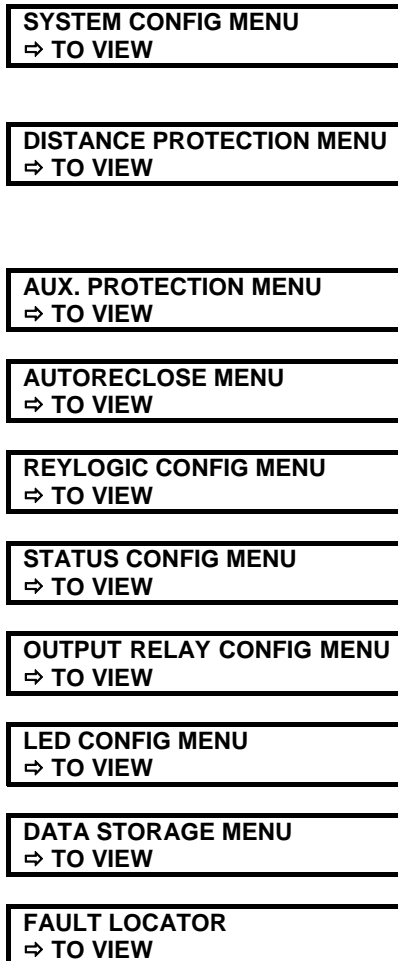 SYSTEM CONFIG MENU
⇨ TO VIEW
DISTANCE PROTECTION MENU
⇨ TO VIEW
AUX. PROTECTION MENU
⇨ TO VIEW
AUTORECLOSE MENU
⇨ TO VIEW
REYLOGIC CONFIG MENU
⇨ TO VIEW
STATUS CONFIG MENU
⇨ TO VIEW
OUTPUT RELAY CONFIG MENU
⇨ TO VIEW
LED CONFIG MENU
⇨ TO VIEW
DATA STORAGE MENU
⇨ TO VIEW
FAULT LOCATOR
⇨ TO VIEW